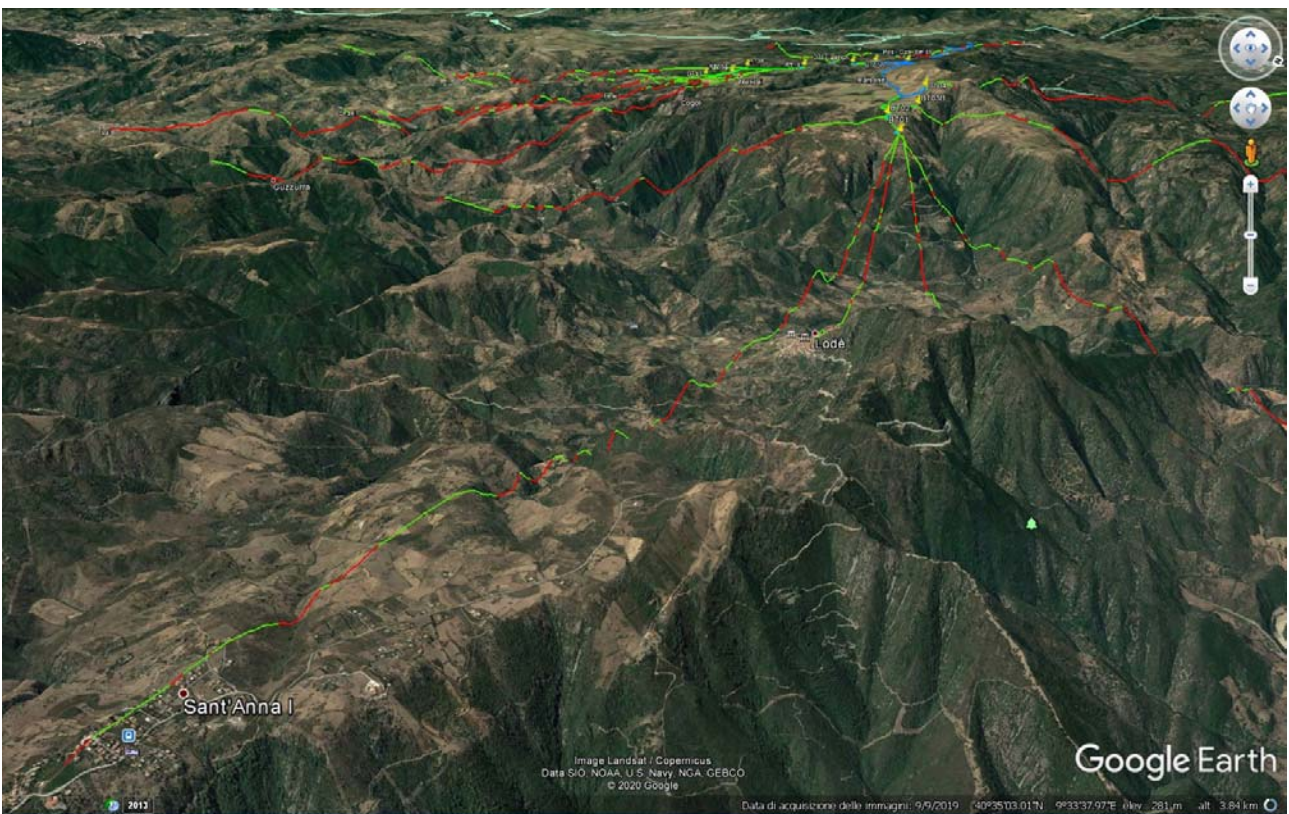 Cogoli
Guzzurra
BT01
Lodè
Sant'Anna I
Image Landsat / Copernicus
Data SIO, NOAA, U.S. Navy, NGA, GEBCO
© 2020 Google
Google Earth
2013
Data di acquisizione delle immagini: 9/9/2019 40°35'03.01"N 9°33'37.97"E elev 281 m alt 3.84 km